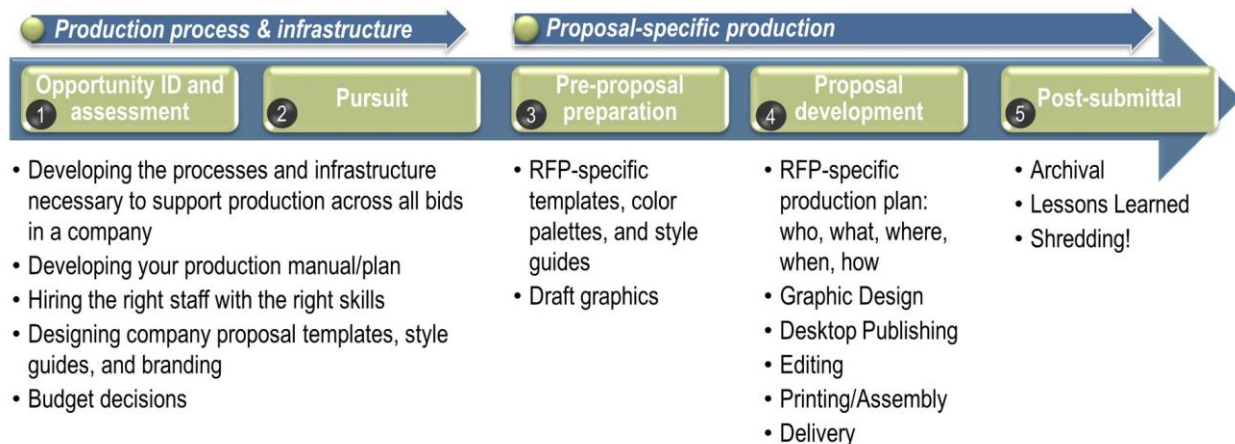 Production process & infrastructure
Proposal-specific production
1 Opportunity ID and
assessment
2 Pursuit
3 Pre-proposal
preparation
4 Proposal
development
5 Post-submittal
• Developing the processes and infrastructure
necessary to support production across all bids
in a company
• Developing your production manual/plan
• Hiring the right staff with the right skills
• Designing company proposal templates, style
guides, and branding
• Budget decisions
• RFP-specific
templates, color
palettes, and style
guides
• Draft graphics
• RFP-specific
production plan:
who, what, where,
when, how
• Graphic Design
• Desktop Publishing
• Editing
• Printing/Assembly
• Delivery
• Archival
• Lessons Learned
• Shredding!